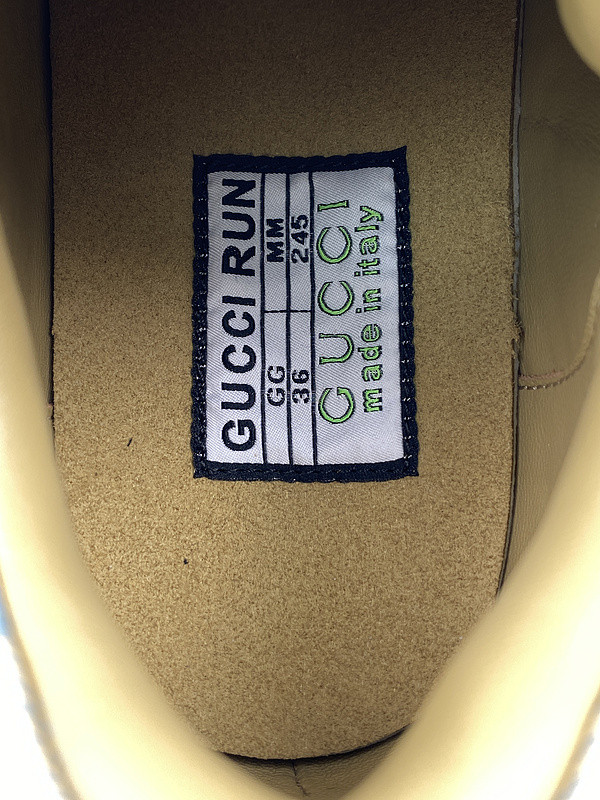 GUCCI RUN
GG MM
36 245
GUCCI
made in italy